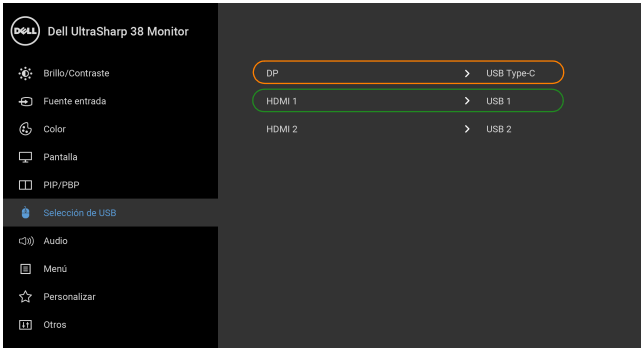 DELL Dell UltraSharp 38 Monitor
Brillo/Contraste
Fuente entrada
Color
Pantalla
PIP/PBP
Selección de USB
Audio
Menú
Personalizar
Otros
DP > USB Type-C
HDMI 1 > USB 1
HDMI 2 > USB 2